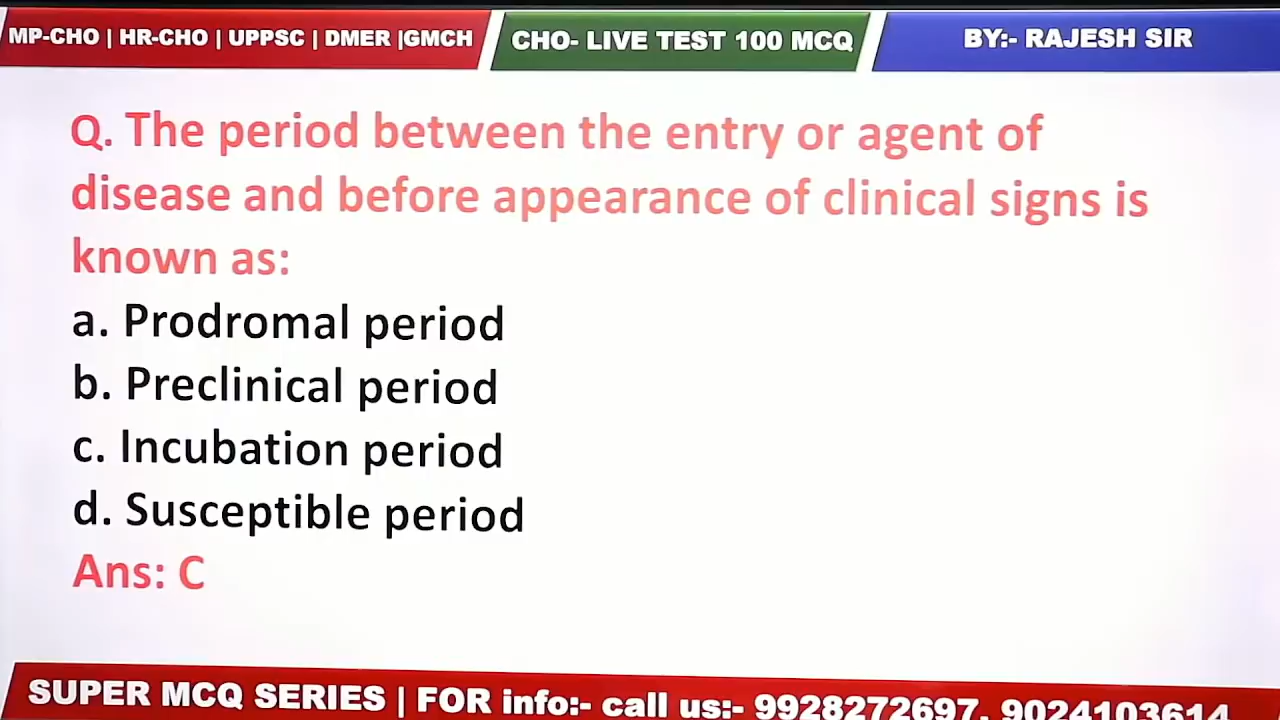 MP-CHO | HR-CHO | UPPSC | DMER |GMCH
CHO- LIVE TEST 100 MCQ
BY:- RAJESH SIR
Q. The period between the entry or agent of
disease and before appearance of clinical signs is
known as:
a. Prodromal period
b. Preclinical period
c. Incubation period
d. Susceptible period
Ans: C
SUPER MCQ SERIES | FOR info:- call us:- 9928272697, 9024103614